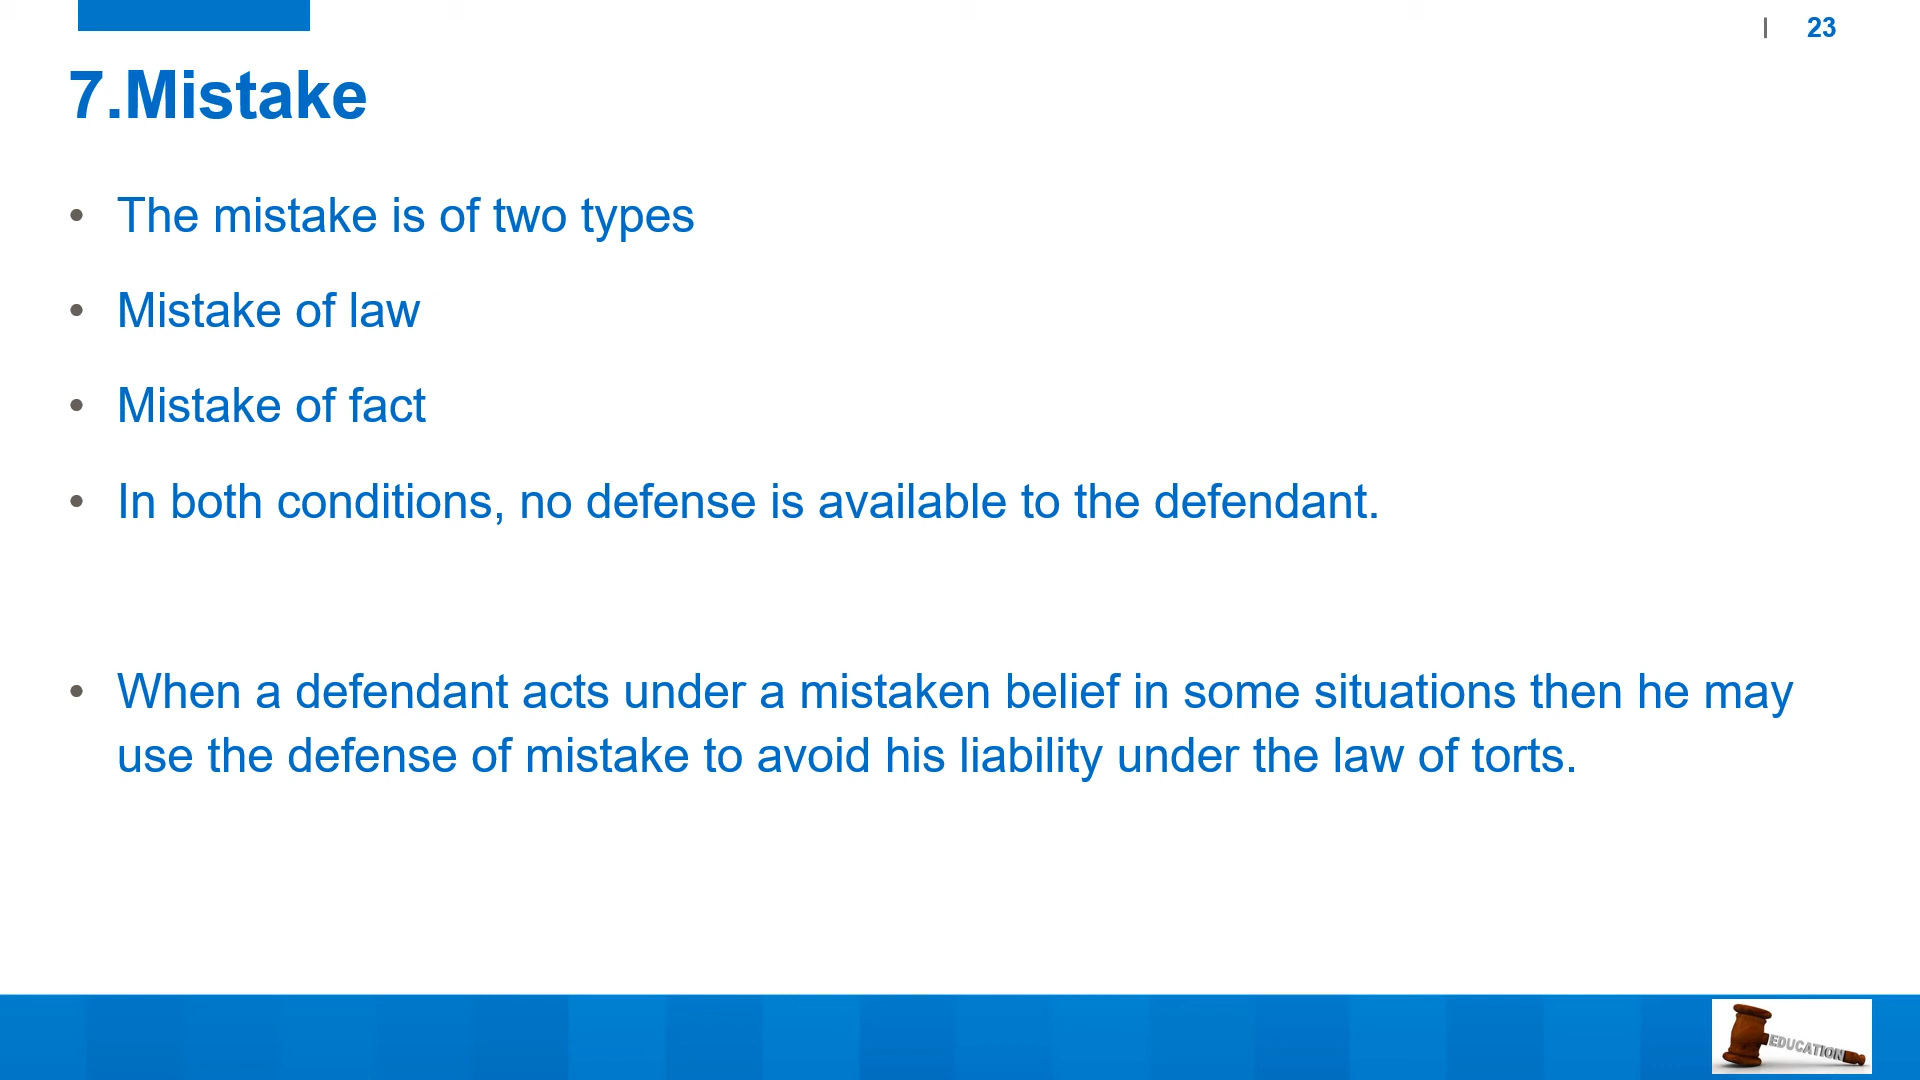 23
7.Mistake
• The mistake is of two types
• Mistake of law
• Mistake of fact
• In both conditions, no defense is available to the defendant.
• When a defendant acts under a mistaken belief in some situations then he may
use the defense of mistake to avoid his liability under the law of torts.
EDUCATION